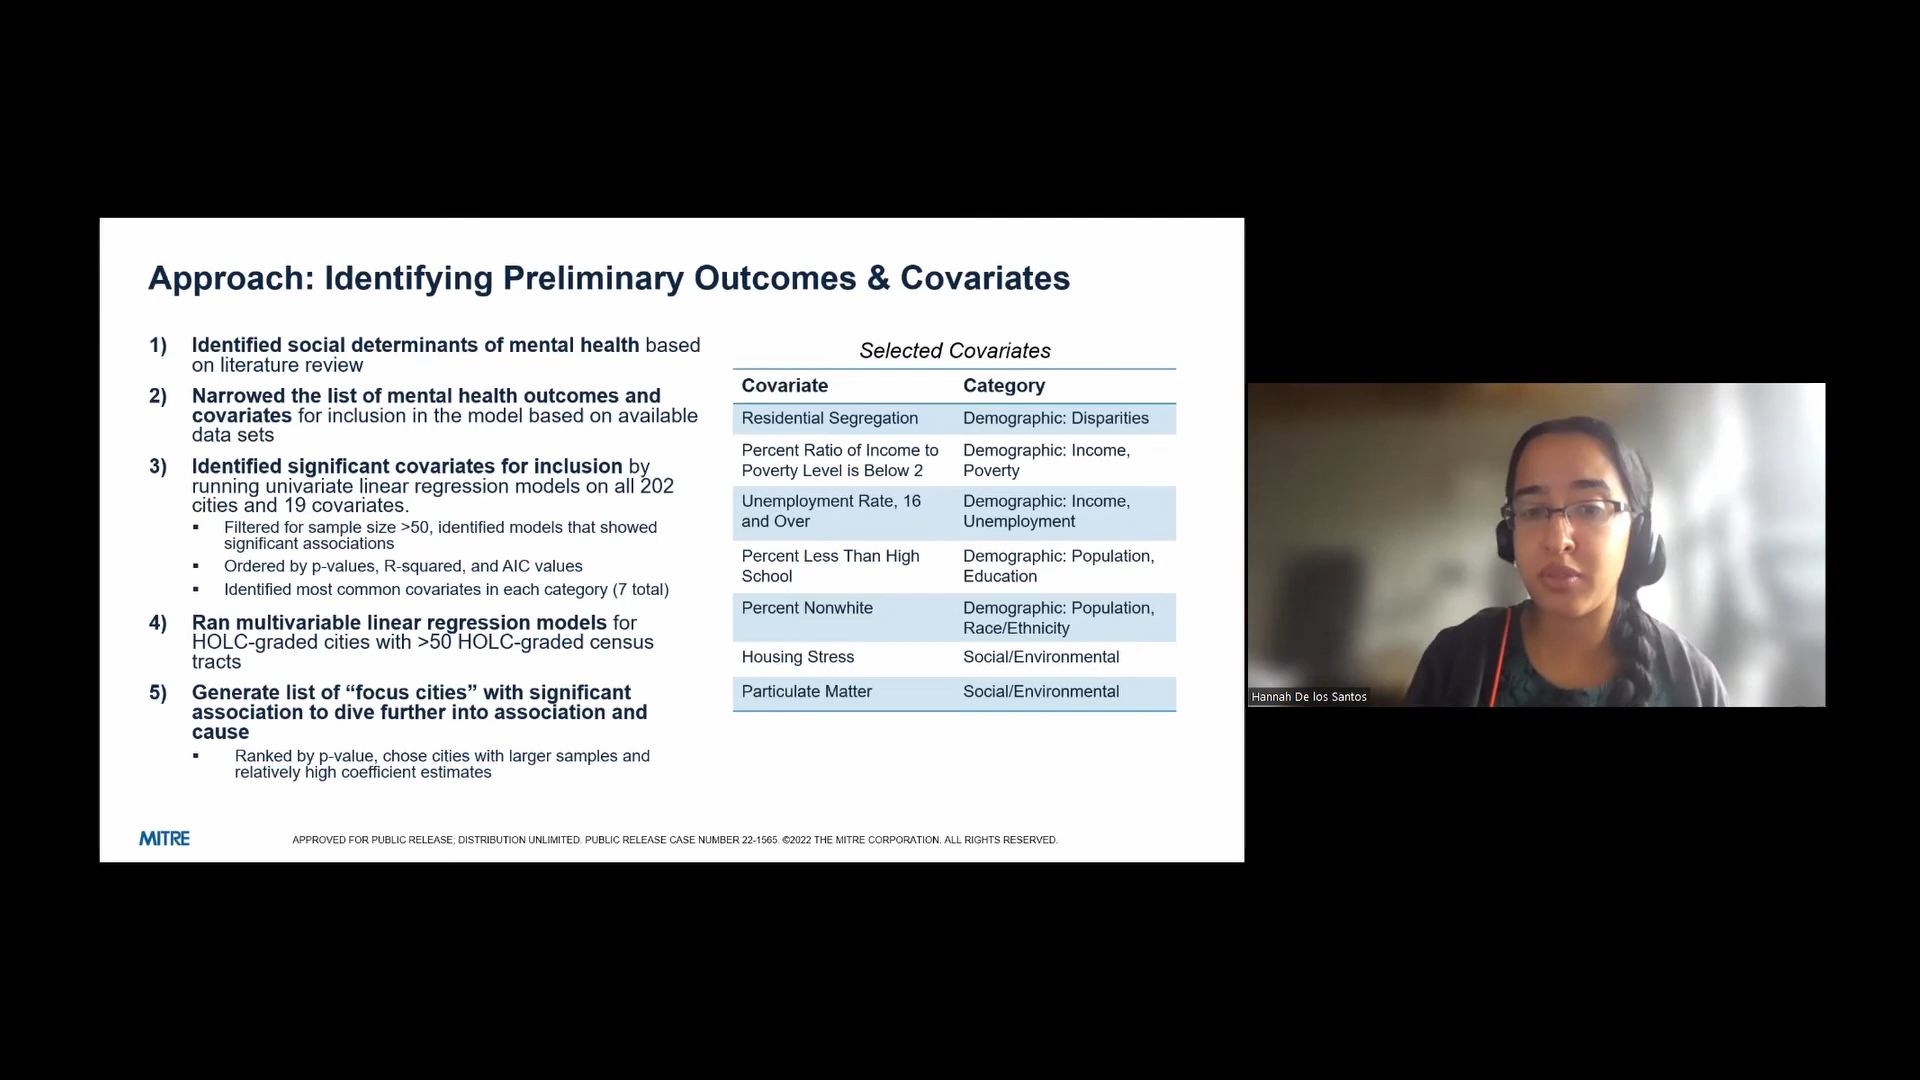 Approach: Identifying Preliminary Outcomes & Covariates
1) Identified social determinants of mental health based
on literature review
2) Narrowed the list of mental health outcomes and
covariates for inclusion in the model based on available
data sets
3) Identified significant covariates for inclusion by
running univariate linear regression models on all 202
cities and 19 covariates.
▪ Filtered for sample size >50, identified models that showed
significant associations
▪ Ordered by p-values, R-squared, and AIC values
▪ Identified most common covariates in each category (7 total)
4) Ran multivariable linear regression models for
HOLC-graded cities with >50 HOLC-graded census
tracts
5) Generate list of “focus cities” with significant
association to dive further into association and
cause
▪ Ranked by p-value, chose cities with larger samples and
relatively high coefficient estimates
Selected Covariates
Covariate Category
Residential Segregation Demographic: Disparities
Percent Ratio of Income to Demographic: Income,
Poverty Level is Below 2 Poverty
Unemployment Rate, 16 Demographic: Income,
and Over Unemployment
Percent Less Than High Demographic: Population,
School Education
Percent Nonwhite Demographic: Population,
Race/Ethnicity
Housing Stress Social/Environmental
Particulate Matter Social/Environmental
MITRE
APPROVED FOR PUBLIC RELEASE; DISTRIBUTION UNLIMITED. PUBLIC RELEASE CASE NUMBER 22-1565. ©2022 THE MITRE CORPORATION. ALL RIGHTS RESERVED.
Hannah De los Santos